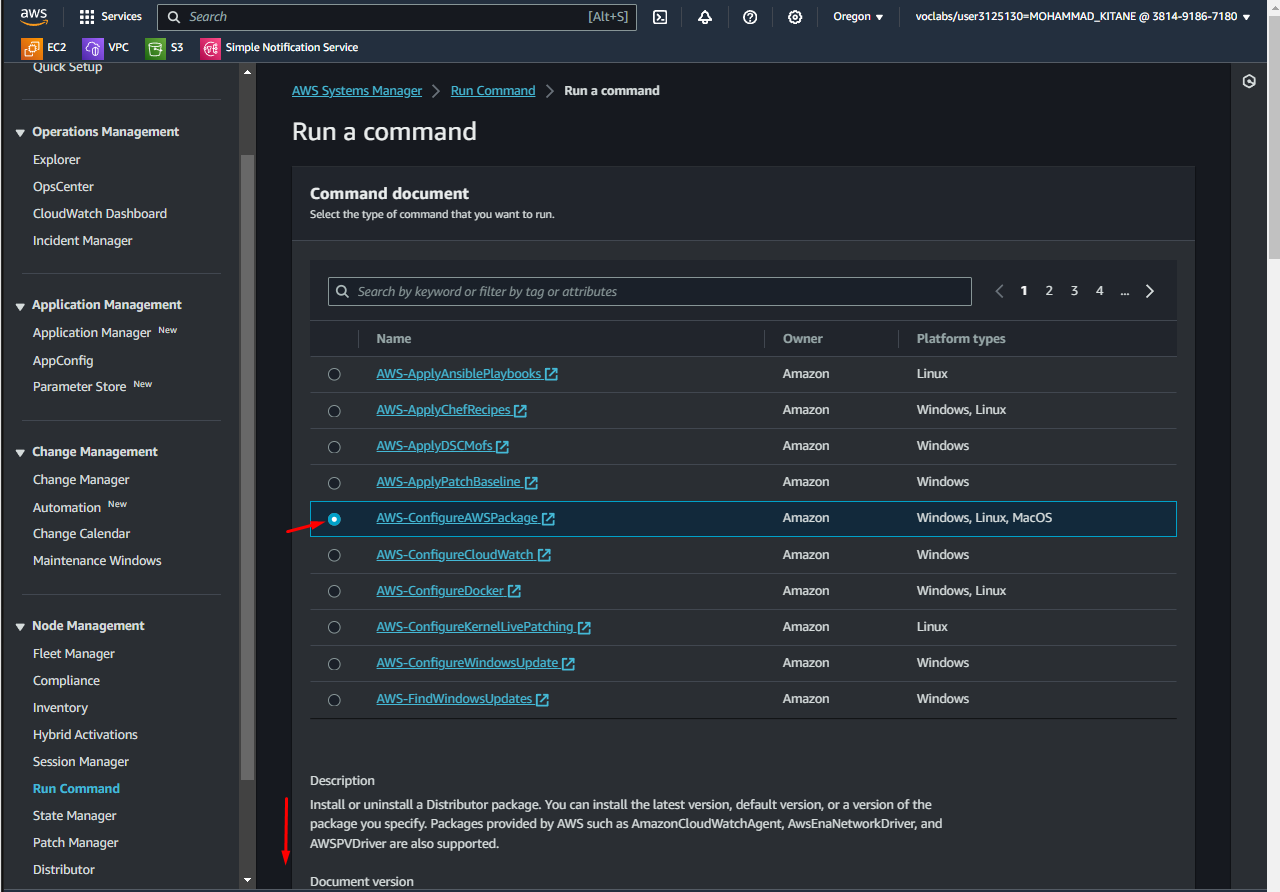 aws Services Search [Alt+S] Oregon voclabs/user3125130=MOHAMMAD_KITANE @ 3814-9186-7180
EC2 VPC S3 Simple Notification Service
Quick Setup
Operations Management
Explorer
OpsCenter
CloudWatch Dashboard
Incident Manager
Application Management
Application Manager New
AppConfig
Parameter Store New
Change Management
Change Manager
Automation New
Change Calendar
Maintenance Windows
Node Management
Fleet Manager
Compliance
Inventory
Hybrid Activations
Session Manager
Run Command
State Manager
Patch Manager
Distributor
AWS Systems Manager > Run Command > Run a command
Run a command
Command document
Select the type of command that you want to run.
Search by keyword or filter by tag or attributes < 1 2 3 4 ... >
Name Owner Platform types
AWS-ApplyAnsiblePlaybooks Amazon Linux
AWS-ApplyChefRecipes Amazon Windows, Linux
AWS-ApplyDSCMofs Amazon Windows
AWS-ApplyPatchBaseline Amazon Windows
AWS-ConfigureAWSPackage Amazon Windows, Linux, MacOS
AWS-ConfigureCloudWatch Amazon Windows
AWS-ConfigureDocker Amazon Windows, Linux
AWS-ConfigureKernelLivePatching Amazon Linux
AWS-ConfigureWindowsUpdate Amazon Windows
AWS-FindWindowsUpdates Amazon Windows
Description
Install or uninstall a Distributor package. You can install the latest version, default version, or a version of the
package you specify. Packages provided by AWS such as AmazonCloudWatchAgent, AwsEnaNetworkDriver, and
AWSPVDriver are also supported.
Document version